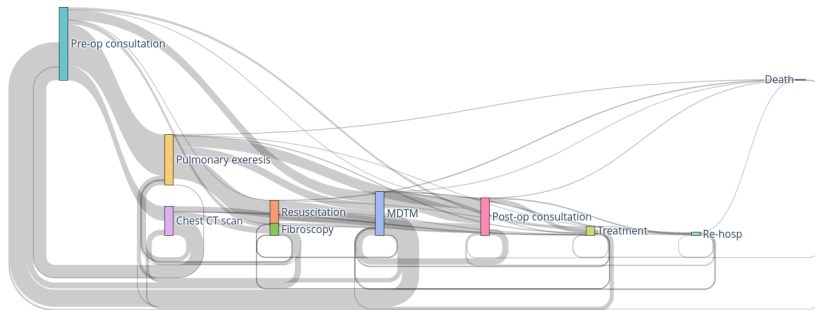 Pre-op consultation
Death
Pulmonary exeresis
Chest CT scan
Resuscitation
MDTM
Post-op consultation
Fibroscopy
Treatment
Re-hosp